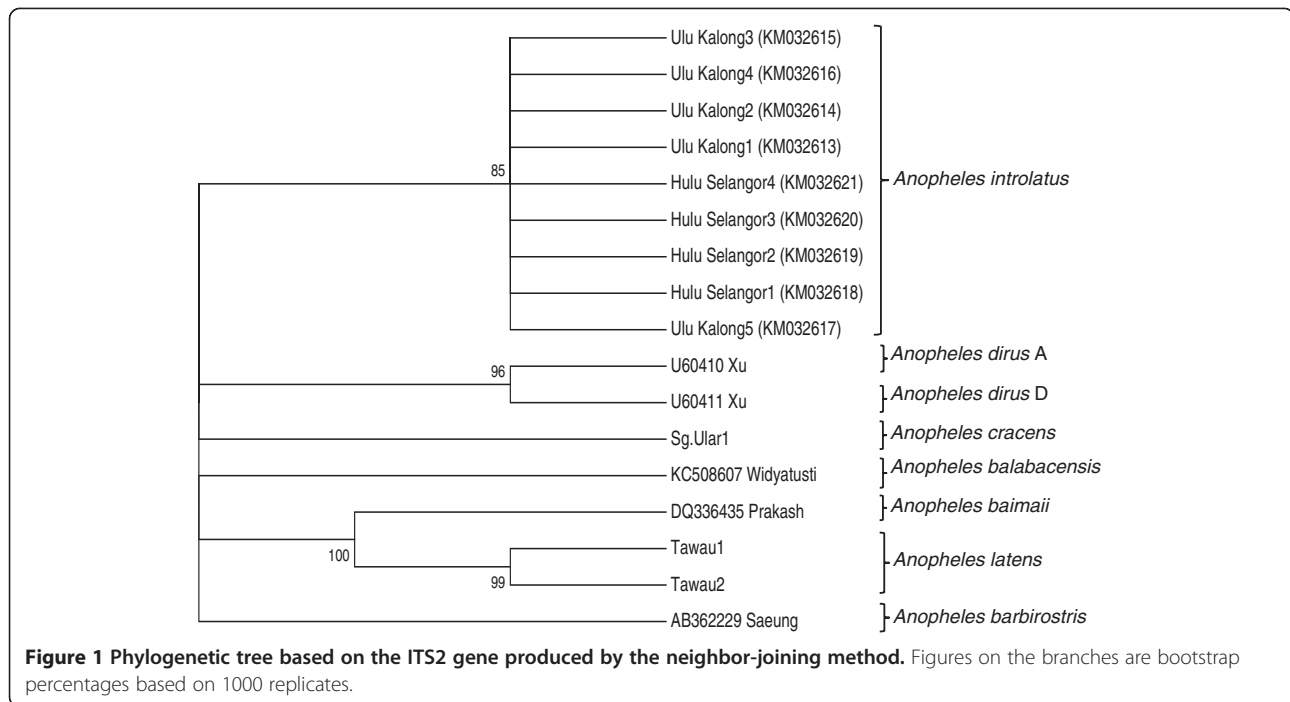 Ulu Kalong3 (KM032615)
Ulu Kalong4 (KM032616)
Ulu Kalong2 (KM032614)
Ulu Kalong1 (KM032613)
85
Hulu Selangor4 (KM032621)
Anopheles introlatus
Hulu Selangor3 (KM032620)
Hulu Selangor2 (KM032619)
Hulu Selangor1 (KM032618)
Ulu Kalong5 (KM032617)
96
U60410 Xu
Anopheles dirus A
U60411 Xu
Anopheles dirus D
Sg.Ular1
Anopheles cracens
KC508607 Widyatusti
Anopheles balabacensis
DQ336435 Prakash
Anopheles baimaii
100
Tawau1
Anopheles latens
99
Tawau2
AB362229 Saeung
Anopheles barbirostris
Figure 1 Phylogenetic tree based on the ITS2 gene produced by the neighbor-joining method. Figures on the branches are bootstrap
percentages based on 1000 replicates.